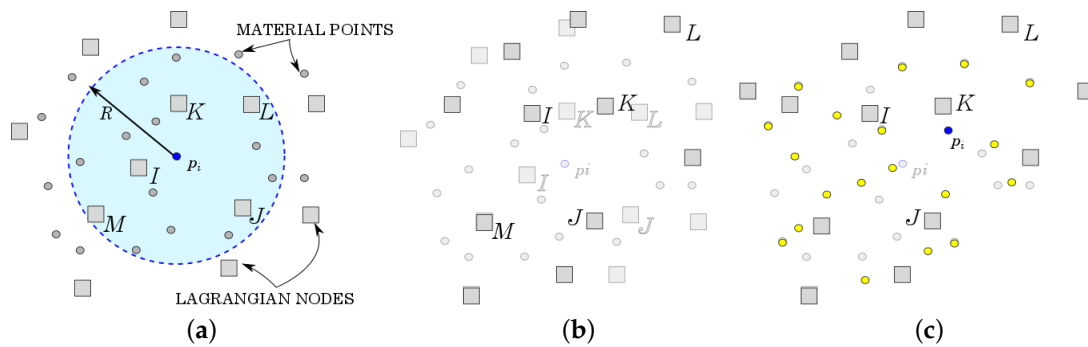 MATERIAL POINTS
R
K
L
p_i
I
M
J
LAGRANGIAN NODES
(a)
L
I
K
K
L
pi
I
M
J
J
(b)
L
I
K
p_i
pi
J
(c)